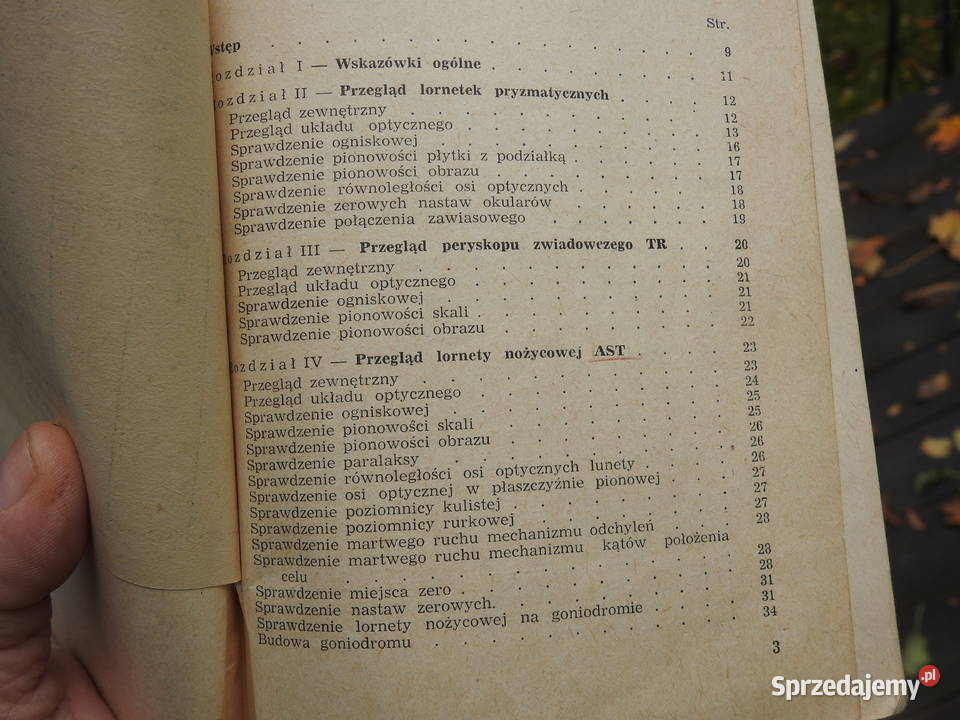 Str.
Wstęp . . . . . . . . . . . . . . . . 9
Rozdział I — Wskazówki ogólne . . . . . . . . 11
Rozdział II — Przegląd lornetek pryzmatycznych . . . . 12
Przegląd zewnętrzny . . . . . . . . . . . 12
Przegląd układu optycznego . . . . . . . . . 13
Sprawdzenie ogniskowej . . . . . . . . . . 16
Sprawdzenie pionowości płytki z podziałką . . . . . . 17
Sprawdzenie pionowości obrazu . . . . . . . . 17
Sprawdzenie równoległości osi optycznych . . . . . . 18
Sprawdzenie zerowych nastaw okularów . . . . . . 18
Sprawdzenie połączenia zawiasowego . . . . . . 19
Rozdział III — Przegląd peryskopu zwiadowczego TR . . 20
Przegląd zewnętrzny . . . . . . . . . . . 20
Przegląd układu optycznego . . . . . . . . . 21
Sprawdzenie ogniskowej . . . . . . . . . . 21
Sprawdzenie pionowości skali . . . . . . . . . 21
Sprawdzenie pionowości obrazu . . . . . . . . 22
Rozdział IV — Przegląd lornety nożycowej AST . . . . 23
Przegląd zewnętrzny . . . . . . . . . . . 23
Przegląd układu optycznego . . . . . . . . . 24
Sprawdzenie ogniskowej . . . . . . . . . . 25
Sprawdzenie pionowości skali . . . . . . . . . 25
Sprawdzenie pionowości obrazu . . . . . . . . 26
Sprawdzenie paralaksy . . . . . . . . . . 26
Sprawdzenie równoległości osi optycznych lunety . . . . 26
Sprawdzenie osi optycznej w płaszczyźnie pionowej . . . . 27
Sprawdzenie poziomnicy kulistej . . . . . . . . 27
Sprawdzenie poziomnicy rurkowej . . . . . . . 27
Sprawdzenie martwego ruchu mechanizmu odchyleń . . . 28
Sprawdzenie martwego ruchu mechanizmu kątów położenia
celu . . . . . . . . . . . . . 28
Sprawdzenie miejsca zero . . . . . . . . . . 28
Sprawdzenie nastaw zerowych. . . . . . . . . 31
Sprawdzenie lornety nożycowej na goniodromie . . . . 31
Budowa goniodromu . . . . . . . . . . . 34
3
Sprzedajemy.pl